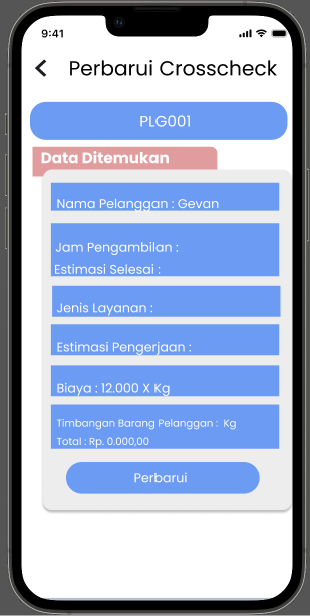 9:41
Perbarui Crosscheck
PLG001
Data Ditemukan
Nama Pelanggan : Gevan
Jam Pengambilan :
Estimasi Selesai :
Jenis Layanan :
Estimasi Pengerjaan :
Biaya : 12.000 X Kg
Timbangan Barang Pelanggan : Kg
Total : Rp. 0.000,00
Perbarui